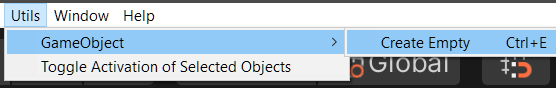 Utils Window Help
GameObject > Create Empty Ctrl+E
Toggle Activation of Selected Objects Global